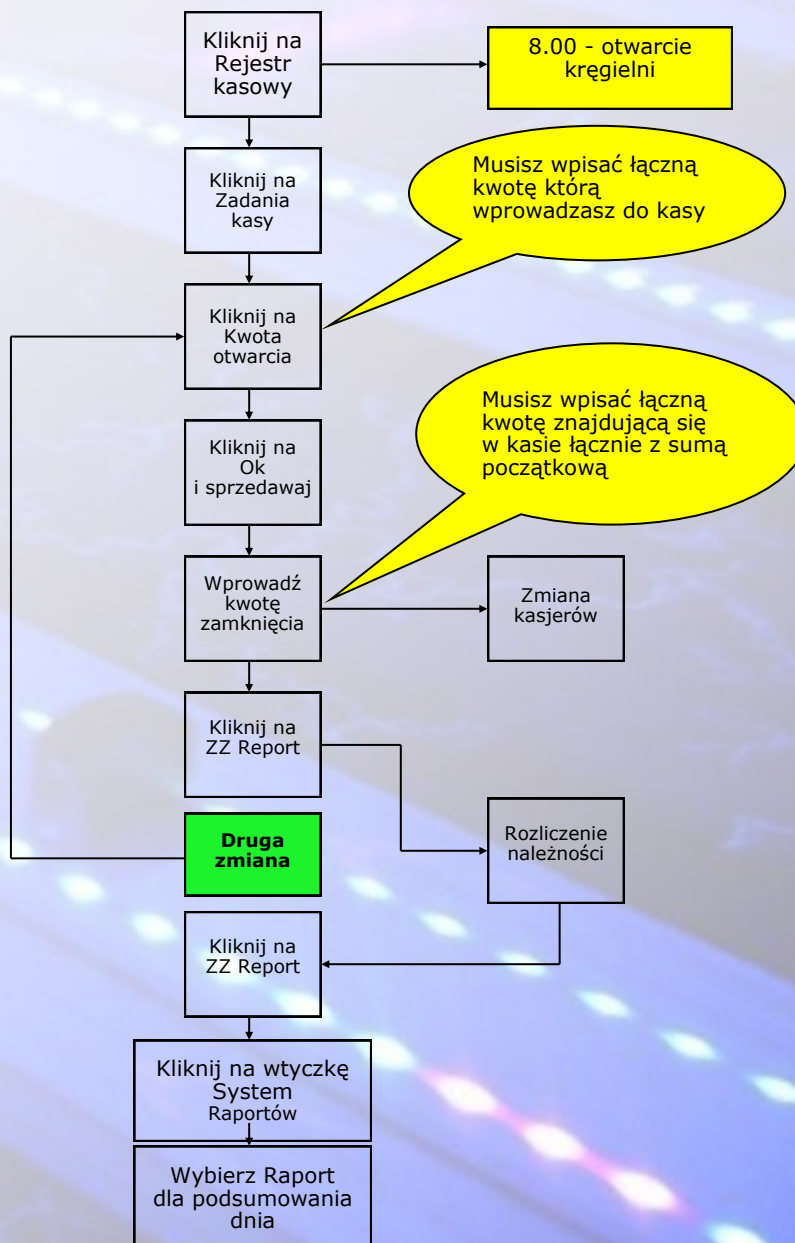 Kliknij na
Rejestr
kasowy
8.00 - otwarcie
kręgielni
Kliknij na
Zadania
kasy
Musisz wpisać łączną
kwotę którą
wprowadzasz do kasy
Kliknij na
Kwota
otwarcia
Kliknij na
Ok
i sprzedawaj
Musisz wpisać łączną
kwotę znajdującą się
w kasie łącznie z sumą
początkową
Wprowadź
kwotę
zamknięcia
Zmiana
kasjerów
Kliknij na
ZZ Report
Rozliczenie
należności
Druga
zmiana
Kliknij na
ZZ Report
Kliknij na wtyczkę
System
Raportów
Wybierz Raport
dla podsumowania
dnia